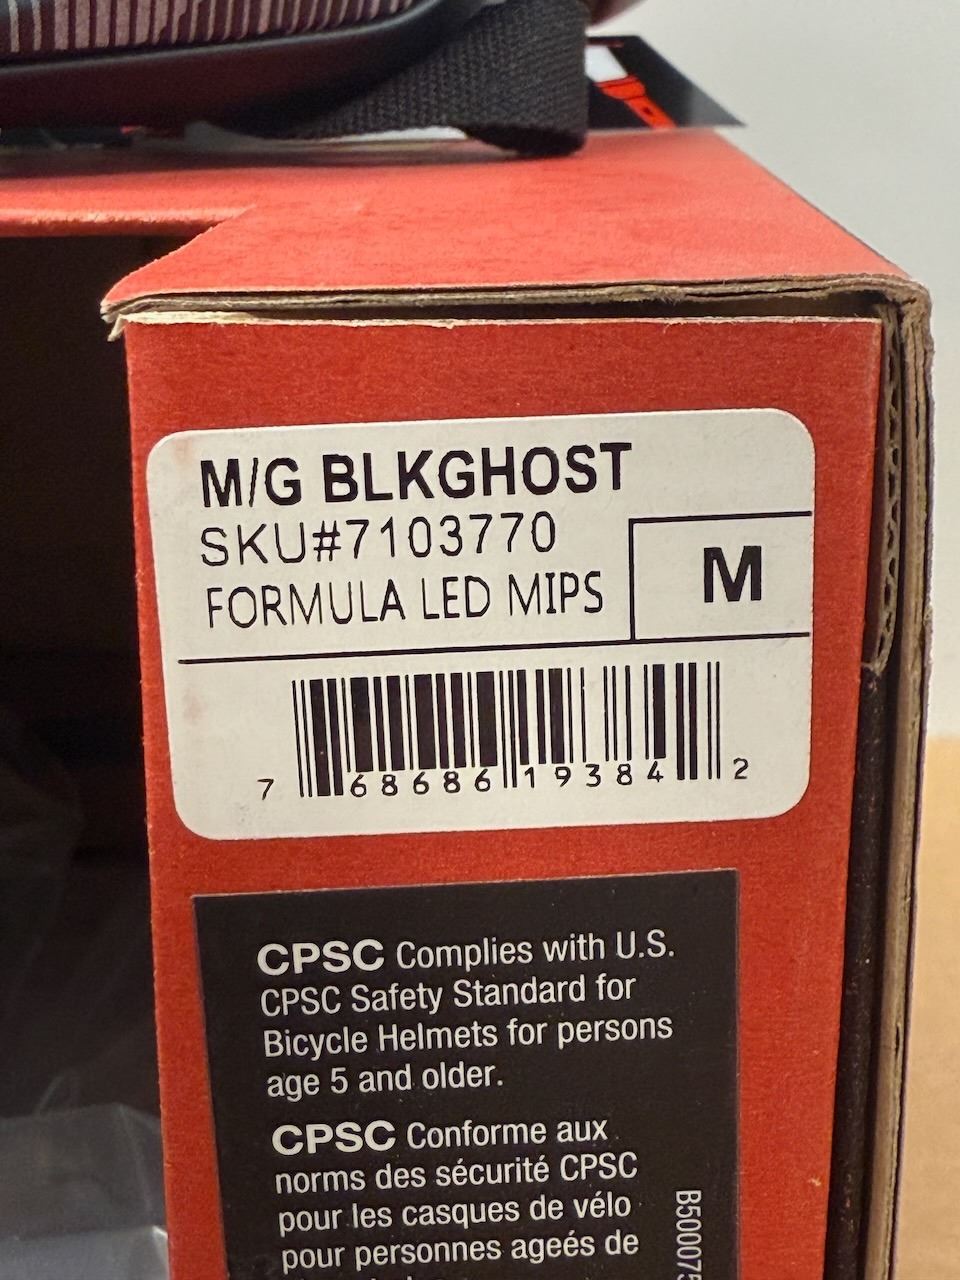 M/G BLKGHOST
SKU#7103770
FORMULA LED MIPS
M
7 68686 19384 2
CPSC Complies with U.S.
CPSC Safety Standard for
Bicycle Helmets for persons
age 5 and older.
CPSC Conforme aux
norms des sécurité CPSC
pour les casques de vélo
pour personnes ageés de
B500075